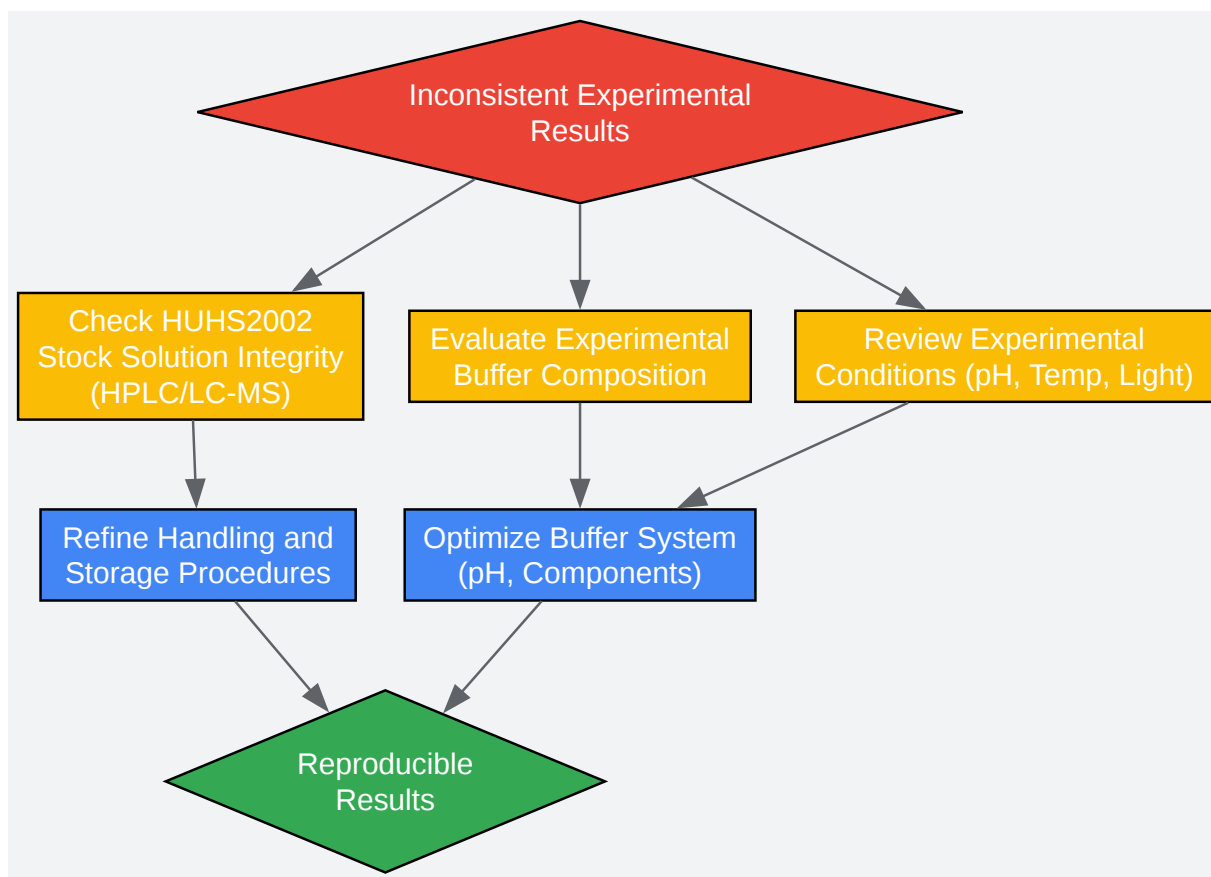 Inconsistent Experimental
Results
Check HUHS2002
Stock Solution Integrity
(HPLC/LC-MS)
Evaluate Experimental
Buffer Composition
Review Experimental
Conditions (pH, Temp, Light)
Refine Handling and
Storage Procedures
Optimize Buffer System
(pH, Components)
Reproducible
Results